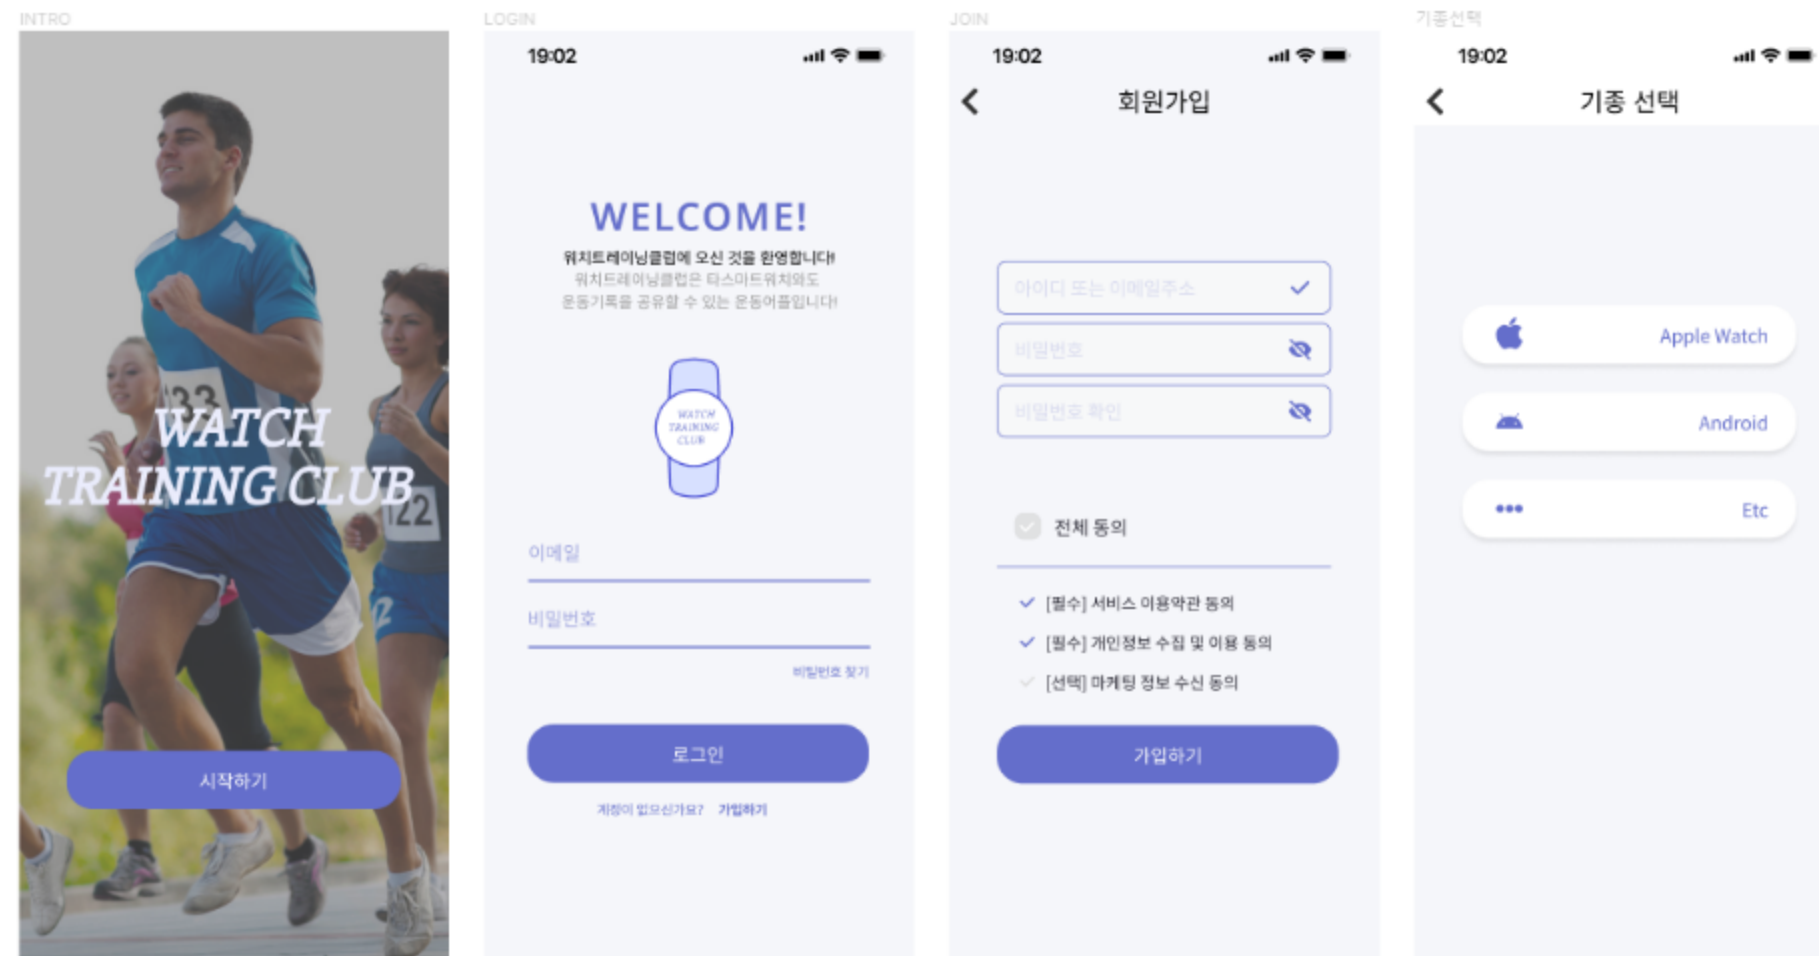 INTRO
133
122
WATCH
TRAINING CLUB
시작하기
LOGIN
19:02
WELCOME!
워치트레이닝클럽에 오신 것을 환영합니다!
워치트레이닝클럽은 타스마트워치와도
운동기록을 공유할 수 있는 운동어플입니다!
WATCH
TRAINING
CLUB
이메일
비밀번호
비밀번호 찾기
로그인
계정이 없으신가요? 가입하기
JOIN
19:02
회원가입
아이디 또는 이메일주소
비밀번호
비밀번호 확인
전체 동의
[필수] 서비스 이용약관 동의
[필수] 개인정보 수집 및 이용 동의
[선택] 마케팅 정보 수신 동의
가입하기
기종선택
19:02
기종 선택
Apple Watch
Android
Etc